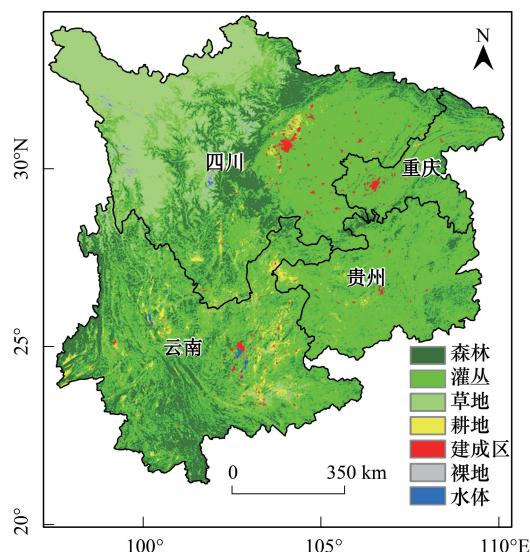 N
30°N
四川
重庆
贵州
云南
25°
20°
森林
灌丛
草地
耕地
建成区
裸地
水体
0 350 km
100° 105° 110°E